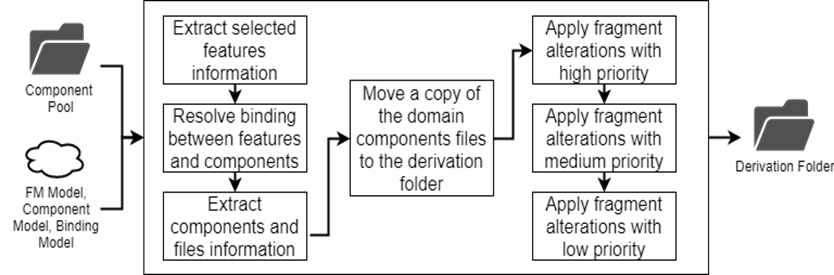 Component
Pool
FM Model,
Component
Model, Binding
Model
Extract selected
features
information
Resolve binding
between features
and components
Extract
components and
files information
Move a copy of
the domain
components files
to the derivation
folder
Apply fragment
alterations with
high priority
Apply fragment
alterations with
medium priority
Apply fragment
alterations with
low priority
Derivation Folder